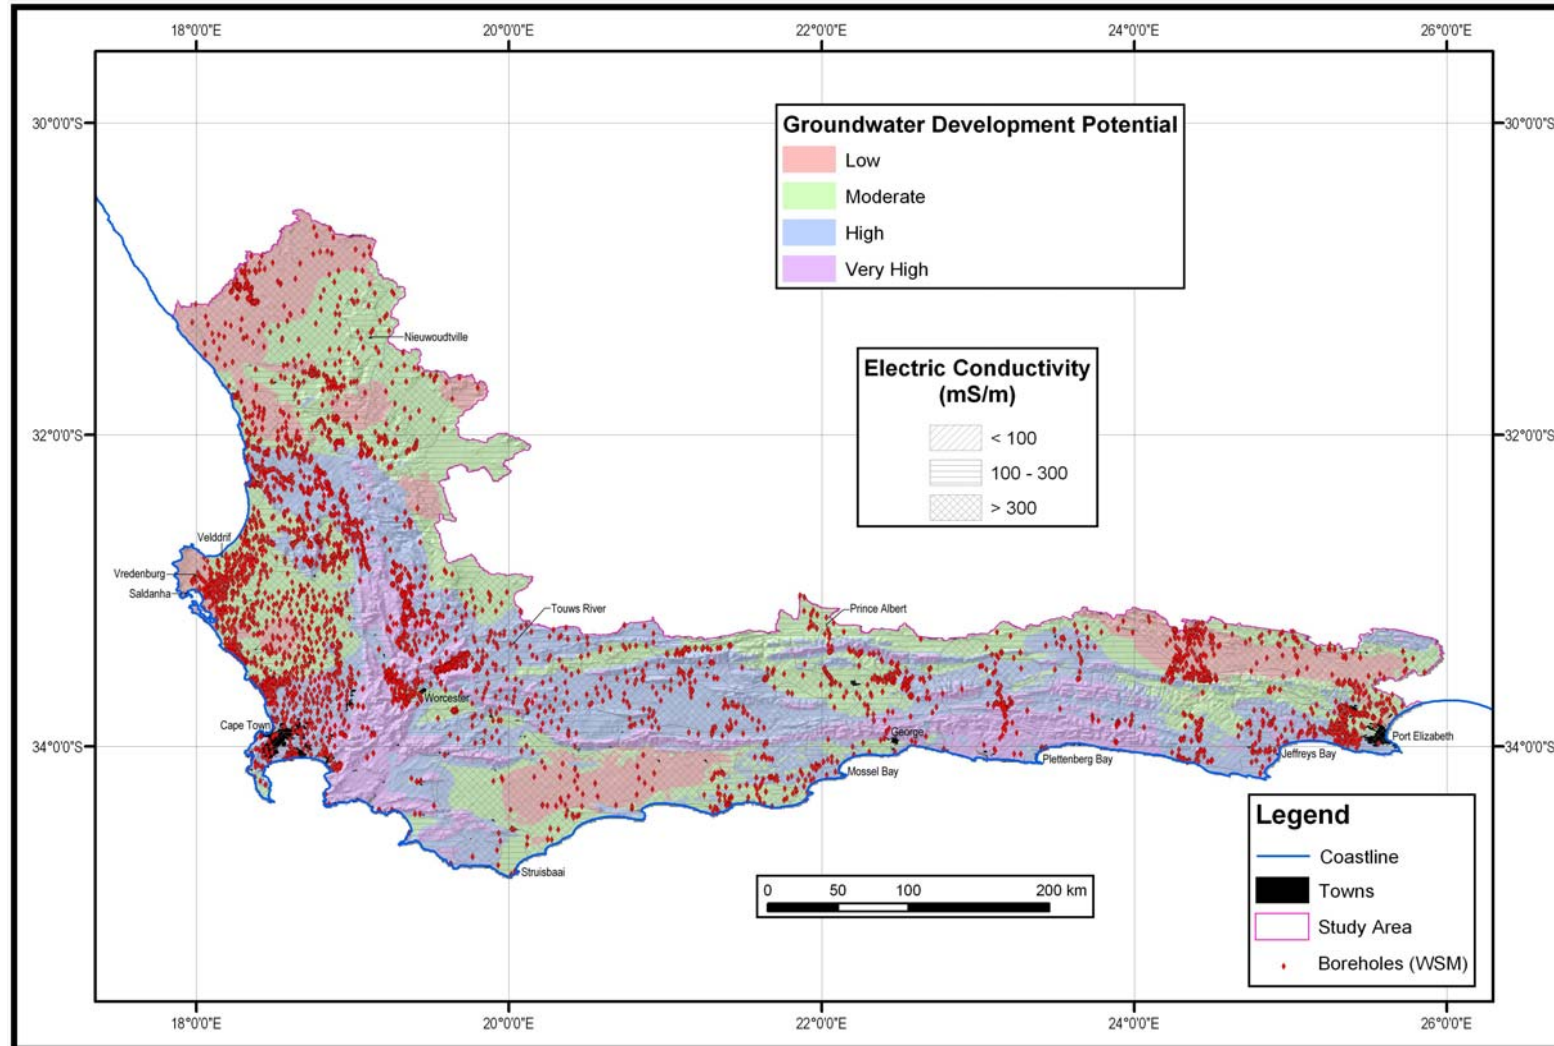 18°0'0"E
20°0'0"E
22°0'0"E
24°0'0"E
26°0'0"E
30°0'0"S
30°0'0"S
Groundwater Development Potential
Low
Moderate
High
Very High
Nieuwoudtville
Electric Conductivity
(mS/m)
< 100
100 - 300
> 300
32°0'0"S
32°0'0"S
Velddrif
Vredenburg
Saldanha
Touws River
Prince Albert
Worcester
Cape Town
George
Port Elizabeth
34°0'0"S
34°0'0"S
Mossel Bay
Plettenberg Bay
Jeffreys Bay
Struisbaai
0 50 100 200 km
Legend
Coastline
Towns
Study Area
Boreholes (WSM)
18°0'0"E
20°0'0"E
22°0'0"E
24°0'0"E
26°0'0"E